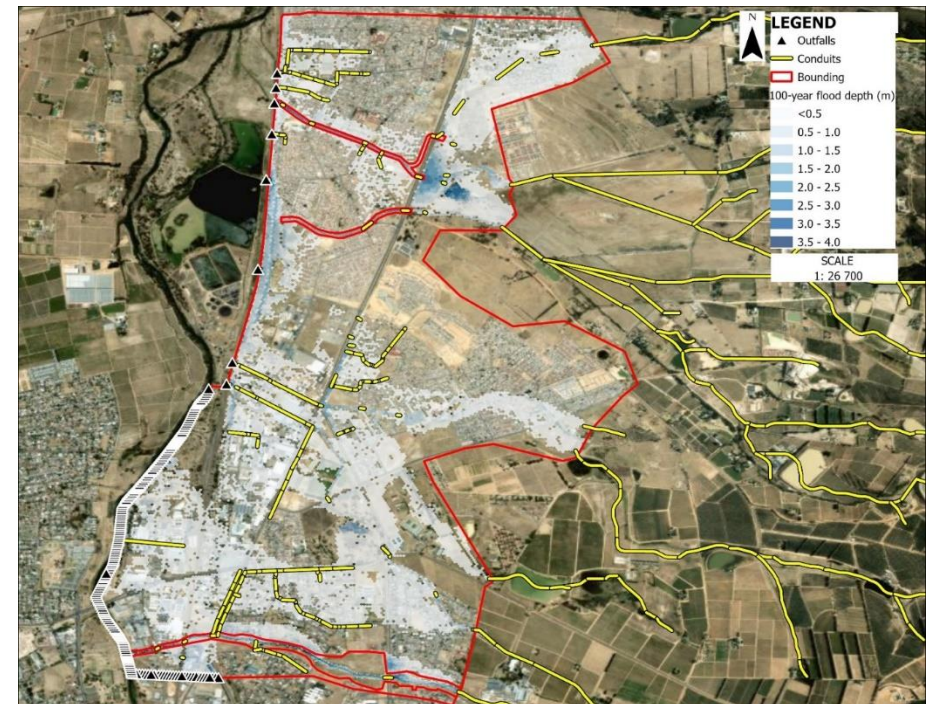 N
LEGEND
Outfalls
Conduits
Bounding
100-year flood depth (m)
<0.5
0.5 - 1.0
1.0 - 1.5
1.5 - 2.0
2.0 - 2.5
2.5 - 3.0
3.0 - 3.5
3.5 - 4.0
SCALE
1: 26 700